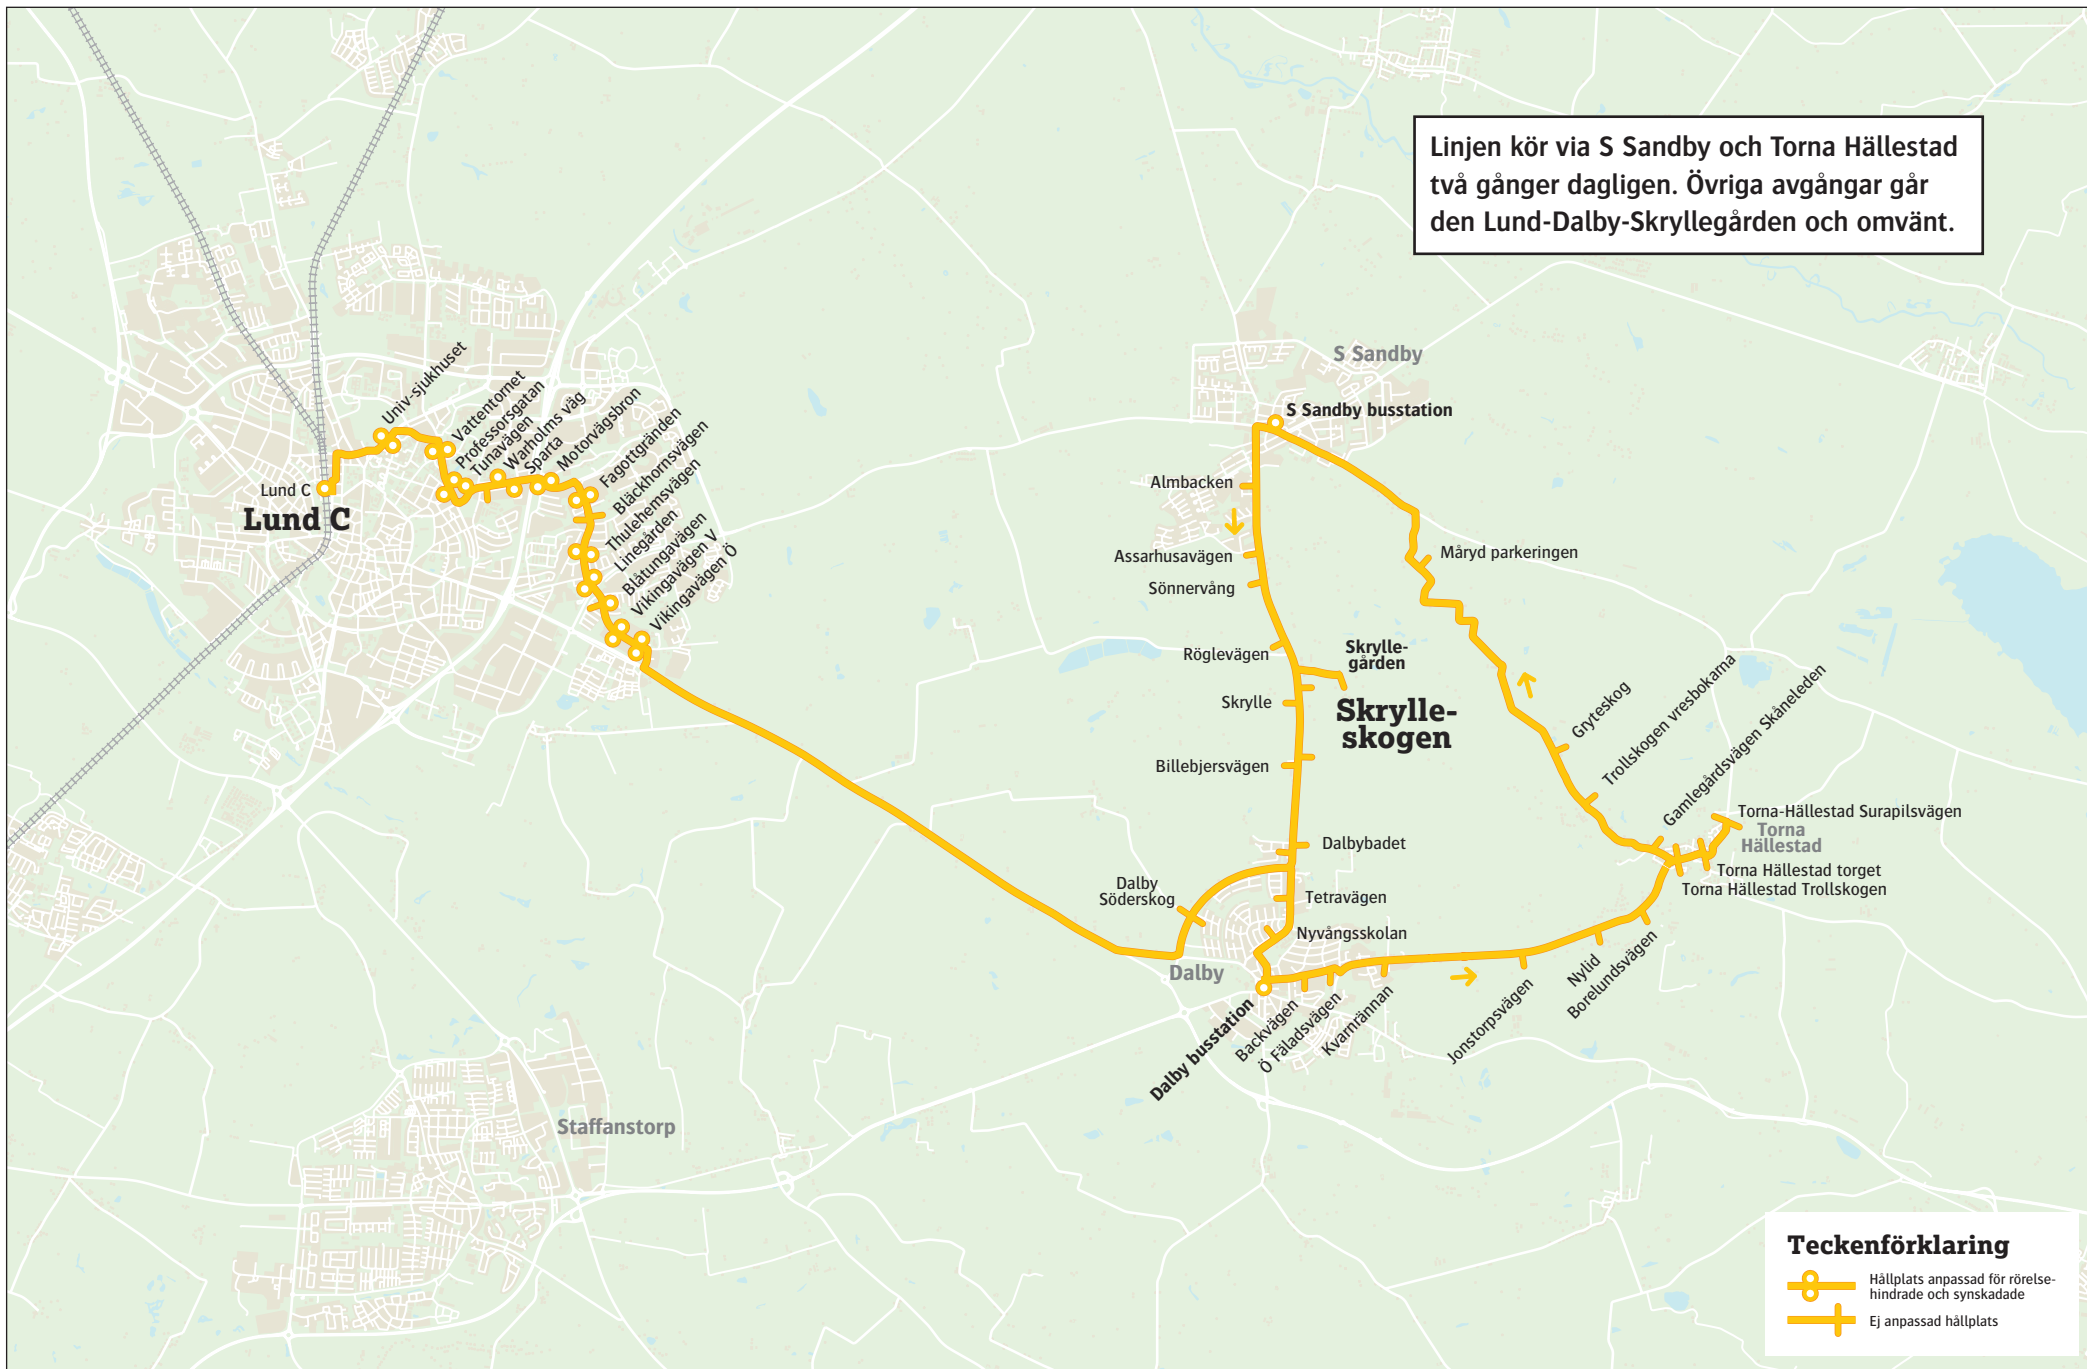 Linjen kör via S Sandby och Torna Hällestad
två gånger dagligen. Övriga avgångar går
den Lund-Dalby-Skryllegården och omvänt.
Lund C
Lund C
Univ-sjukhuset
Vattentornet
Professorsgatan
Tunavägen
Warholms väg
Sparta
Motorvägsbron
Fagottgränden
Bläckhornsvägen
Thulehemsvägen
Linegården
Blåtungavägen
Vikingavägen V
Vikingavägen Ö
S Sandby
S Sandby busstation
Almbacken
Assarhusavägen
Sönnervång
Röglevägen
Skrylle-
gården
Skrylle
Skrylle-
skogen
Billebjersvägen
Dalbybadet
Dalby
Söderskog
Tetravägen
Nyvångsskolan
Dalby
Dalby busstation
Backvägen
Ö Fäladsvägen
Kvarnrännan
Jonstorpsvägen
Nylid
Borelundsvägen
Måryd parkeringen
Gryteskog
Trollskogen vresbokarna
Gamlegårdsvägen Skåneleden
Torna-Hällestad Surapilsvägen
Torna
Hällestad
Torna Hällestad torget
Torna Hällestad Trollskogen
Staffanstorp
Teckenförklaring
Hållplats anpassad för rörelse-
hindrade och synskadade
Ej anpassad hållplats